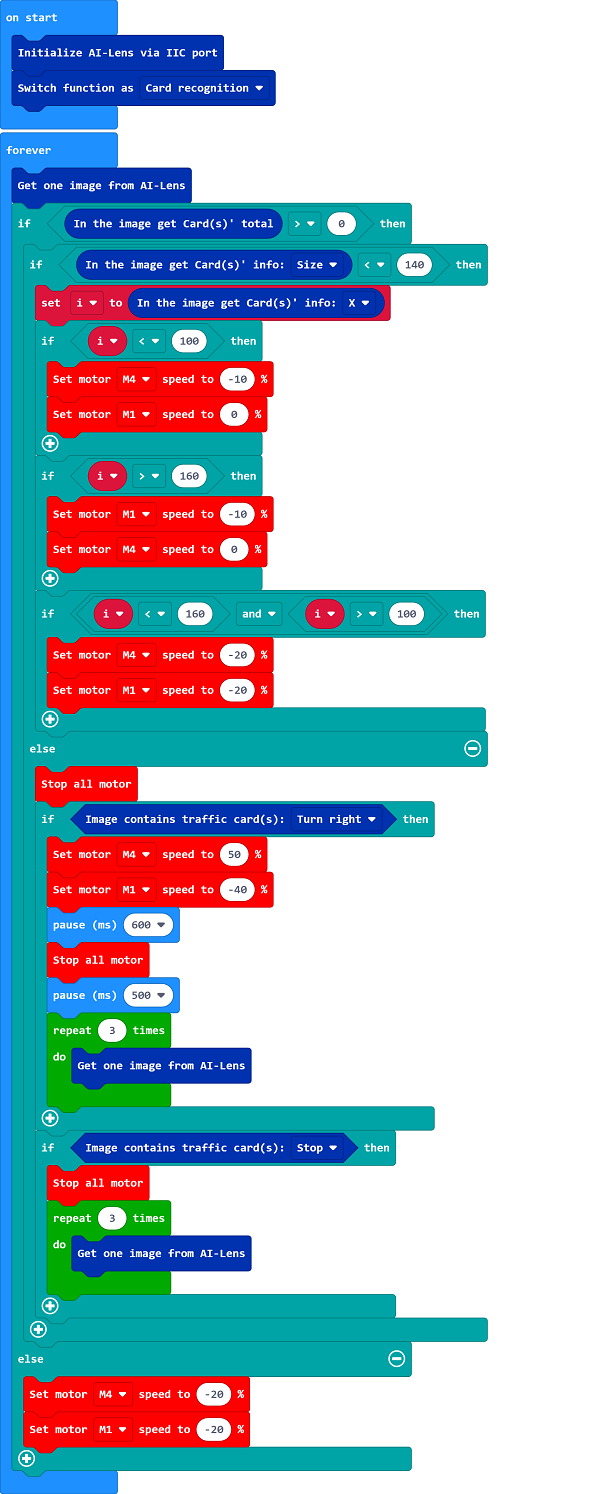 on start
Initialize AI-Lens via IIC port
Switch function as Card recognition
forever
Get one image from AI-Lens
if In the image get Card(s)' total > 0 then
if In the image get Card(s)' info: Size < 140 then
set i to In the image get Card(s)' info: X
if i < 100 then
Set motor M4 speed to -10 %
Set motor M1 speed to 0 %
if i > 160 then
Set motor M1 speed to -10 %
Set motor M4 speed to 0 %
if i < 160 and i > 100 then
Set motor M4 speed to -20 %
Set motor M1 speed to -20 %
else
Stop all motor
if Image contains traffic card(s): Turn right then
Set motor M4 speed to 50 %
Set motor M1 speed to -40 %
pause (ms) 600
Stop all motor
pause (ms) 500
repeat 3 times
do Get one image from AI-Lens
if Image contains traffic card(s): Stop then
Stop all motor
repeat 3 times
do Get one image from AI-Lens
else
Set motor M4 speed to -20 %
Set motor M1 speed to -20 %